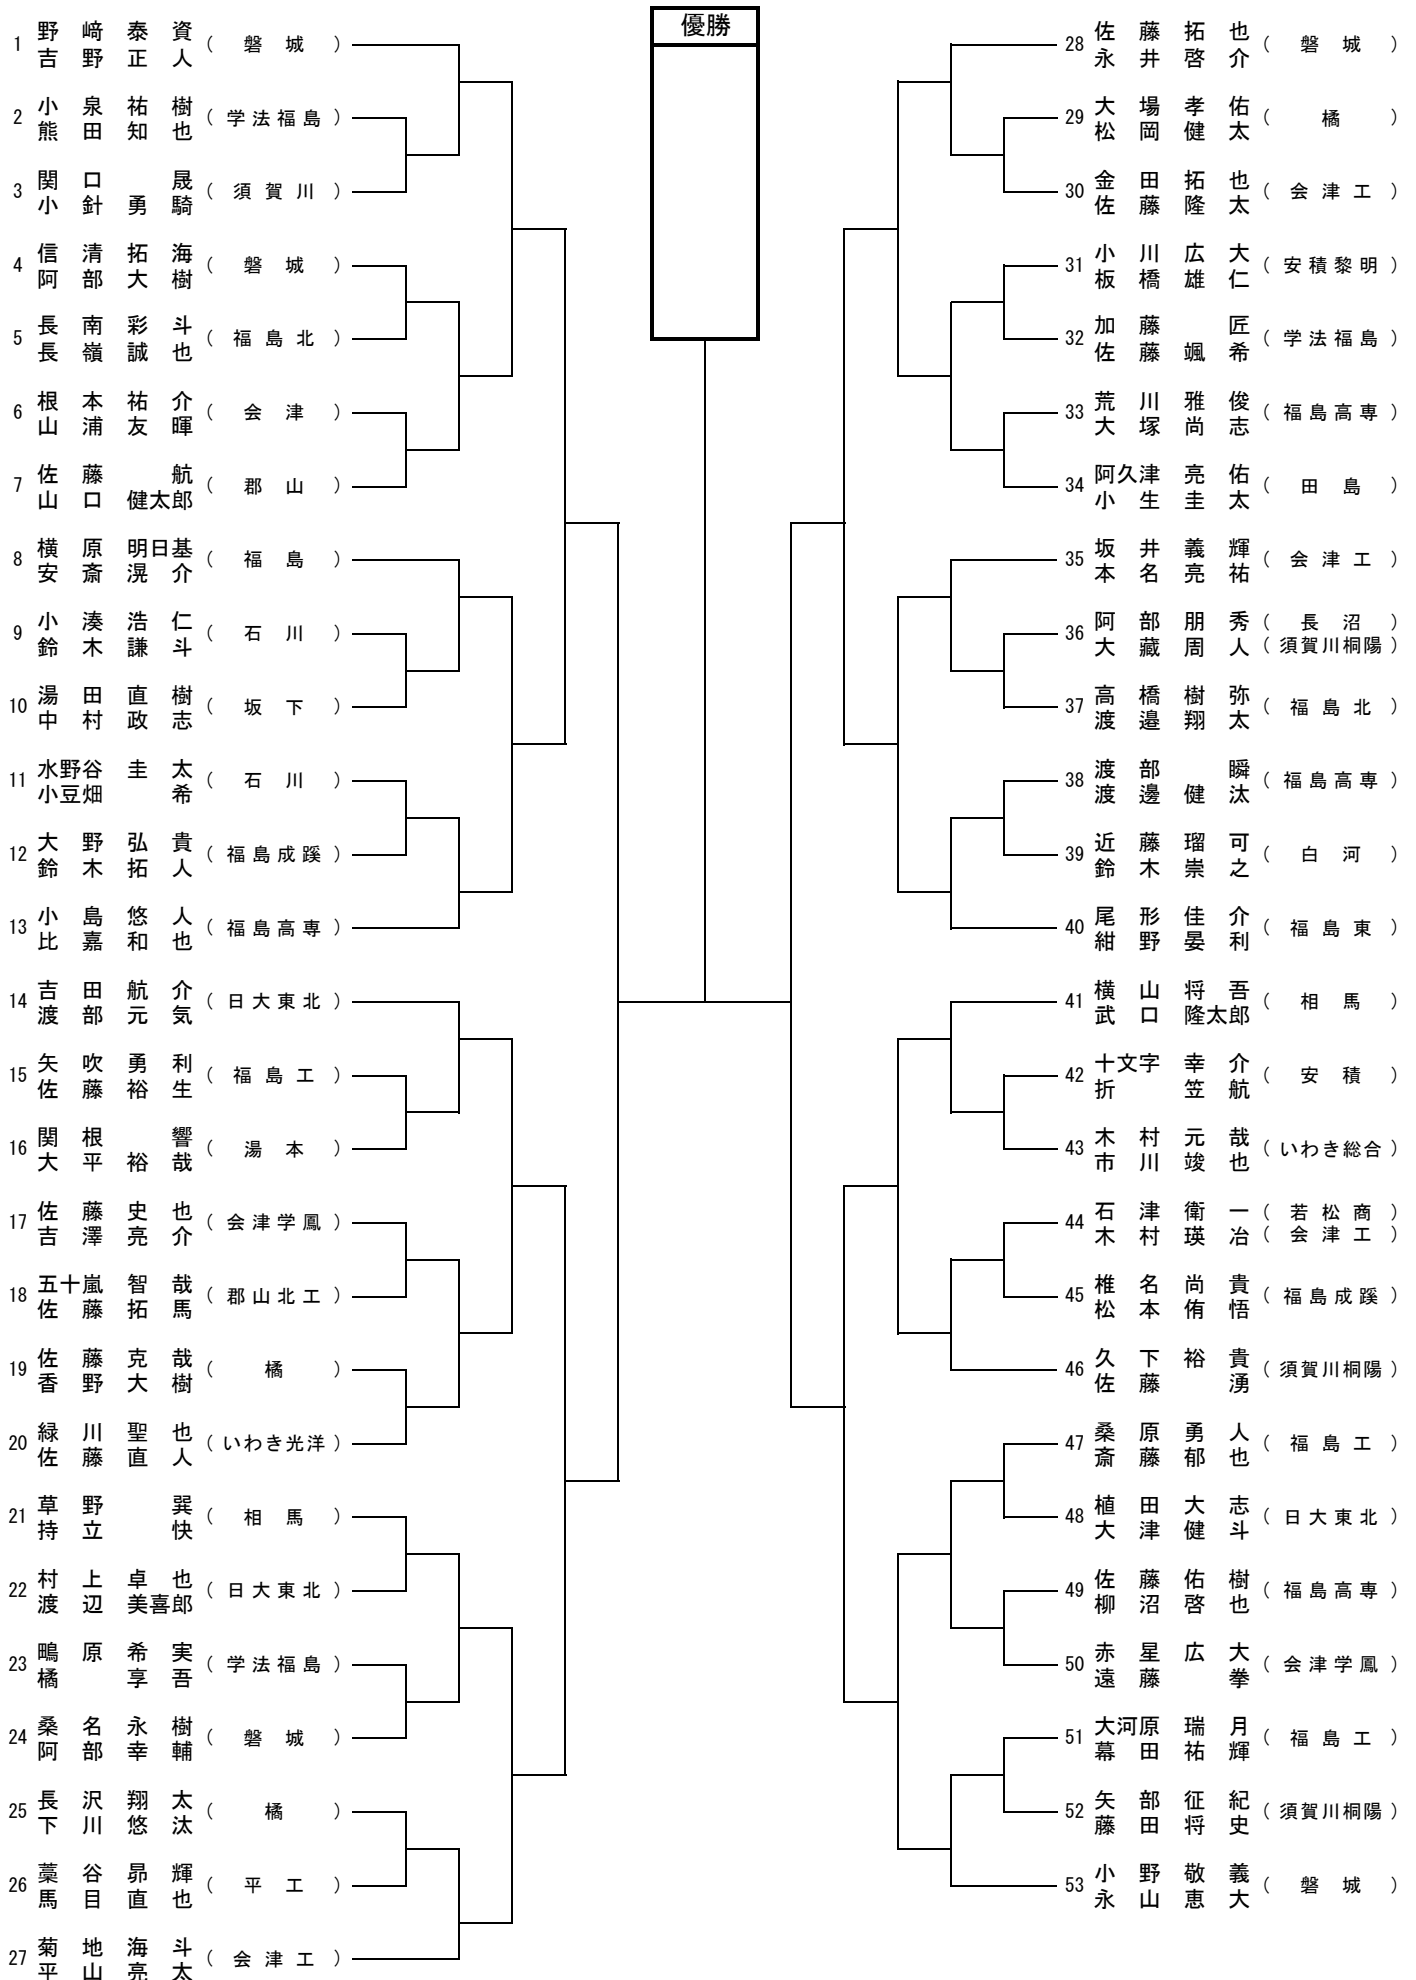 優勝
1 野﨑泰資 (磐城)
吉野正人
2 小泉祐樹 (学法福島)
熊田知也
3 関口晟 (須賀川)
小針勇騎
4 信清拓海 (磐城)
阿部大樹
5 長南彩斗 (福島北)
長嶺誠也
6 根本祐介 (会津)
山浦友暉
7 佐藤航 (郡山)
山口健太郎
8 横原明日基 (福島)
安斎滉介
9 小湊浩仁 (石川)
鈴木謙斗
10 湯田直樹 (坂下)
中村政志
11 水野谷圭太 (石川)
小豆畑希
12 大野弘貴 (福島成蹊)
鈴木拓人
13 小島悠人 (福島高専)
比嘉和也
14 吉田航介 (日大東北)
渡部元気
15 矢吹勇利 (福島工)
佐藤裕生
16 関根響 (湯本)
大平裕哉
17 佐藤史也 (会津学鳳)
吉澤亮介
18 五十嵐智哉 (郡山北工)
佐藤拓馬
19 佐藤克哉 (橘)
香野大樹
20 緑川聖也 (いわき光洋)
佐藤直人
21 草野巽 (相馬)
持立快
22 村上卓也 (日大東北)
渡辺美喜郎
23 鴫原希実 (学法福島)
橘享吾
24 桑名永樹 (磐城)
阿部幸輔
25 長沢翔太 (橘)
下川悠汰
26 藁谷昴輝 (平工)
馬目直也
27 菊地海斗 (会津工)
平山亮太
28 佐藤拓也 (磐城)
永井啓介
29 大場孝佑 (橘)
松岡健太
30 金田拓也 (会津工)
佐藤隆太
31 小川広大 (安積黎明)
板橋雄仁
32 加藤匠 (学法福島)
佐藤颯希
33 荒川雅俊 (福島高専)
大塚尚志
34 阿久津亮佑 (田島)
小生圭太
35 坂井義輝 (会津工)
本名亮祐
36 阿部朋秀 (長沼)
大藏周人 (須賀川桐陽)
37 高橋樹弥 (福島北)
渡邉翔太
38 渡部瞬 (福島高専)
渡邊健汰
39 近藤瑠可 (白河)
鈴木崇之
40 尾形佳介 (福島東)
紺野晏利
41 横山将吾 (相馬)
武口隆太郎
42 十文字幸介 (安積)
折笠航
43 木村元哉 (いわき総合)
市川竣也
44 石津衛一 (若松商)
木村瑛冶 (会津工)
45 椎名尚貴 (福島成蹊)
松本侑悟
46 久下裕貴 (須賀川桐陽)
佐藤湧
47 桑原勇人 (福島工)
斎藤郁也
48 植田大志 (日大東北)
大津健斗
49 佐藤佑樹 (福島高専)
柳沼啓也
50 赤星広大 (会津学鳳)
遠藤拳
51 大河原瑞月 (福島工)
幕田祐輝
52 矢部征紀 (須賀川桐陽)
藤田将史
53 小野敬義 (磐城)
永山恵大